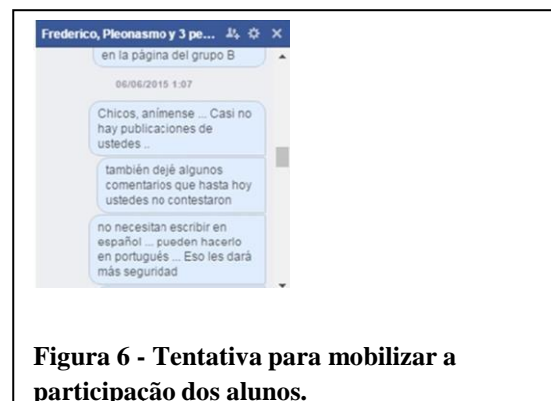 Frederico, Pleonasmo y 3 pe...
en la página del grupo B
06/06/2015 1:07
Chicos, anímense ... Casi no
hay publicaciones de
ustedes ..
también dejé algunos
comentarios que hasta hoy
ustedes no contestaron
no necesitan escribir en
español ... pueden hacerlo
en portugués ... Eso les dará
más seguridad
Figura 6 - Tentativa para mobilizar a
participação dos alunos.